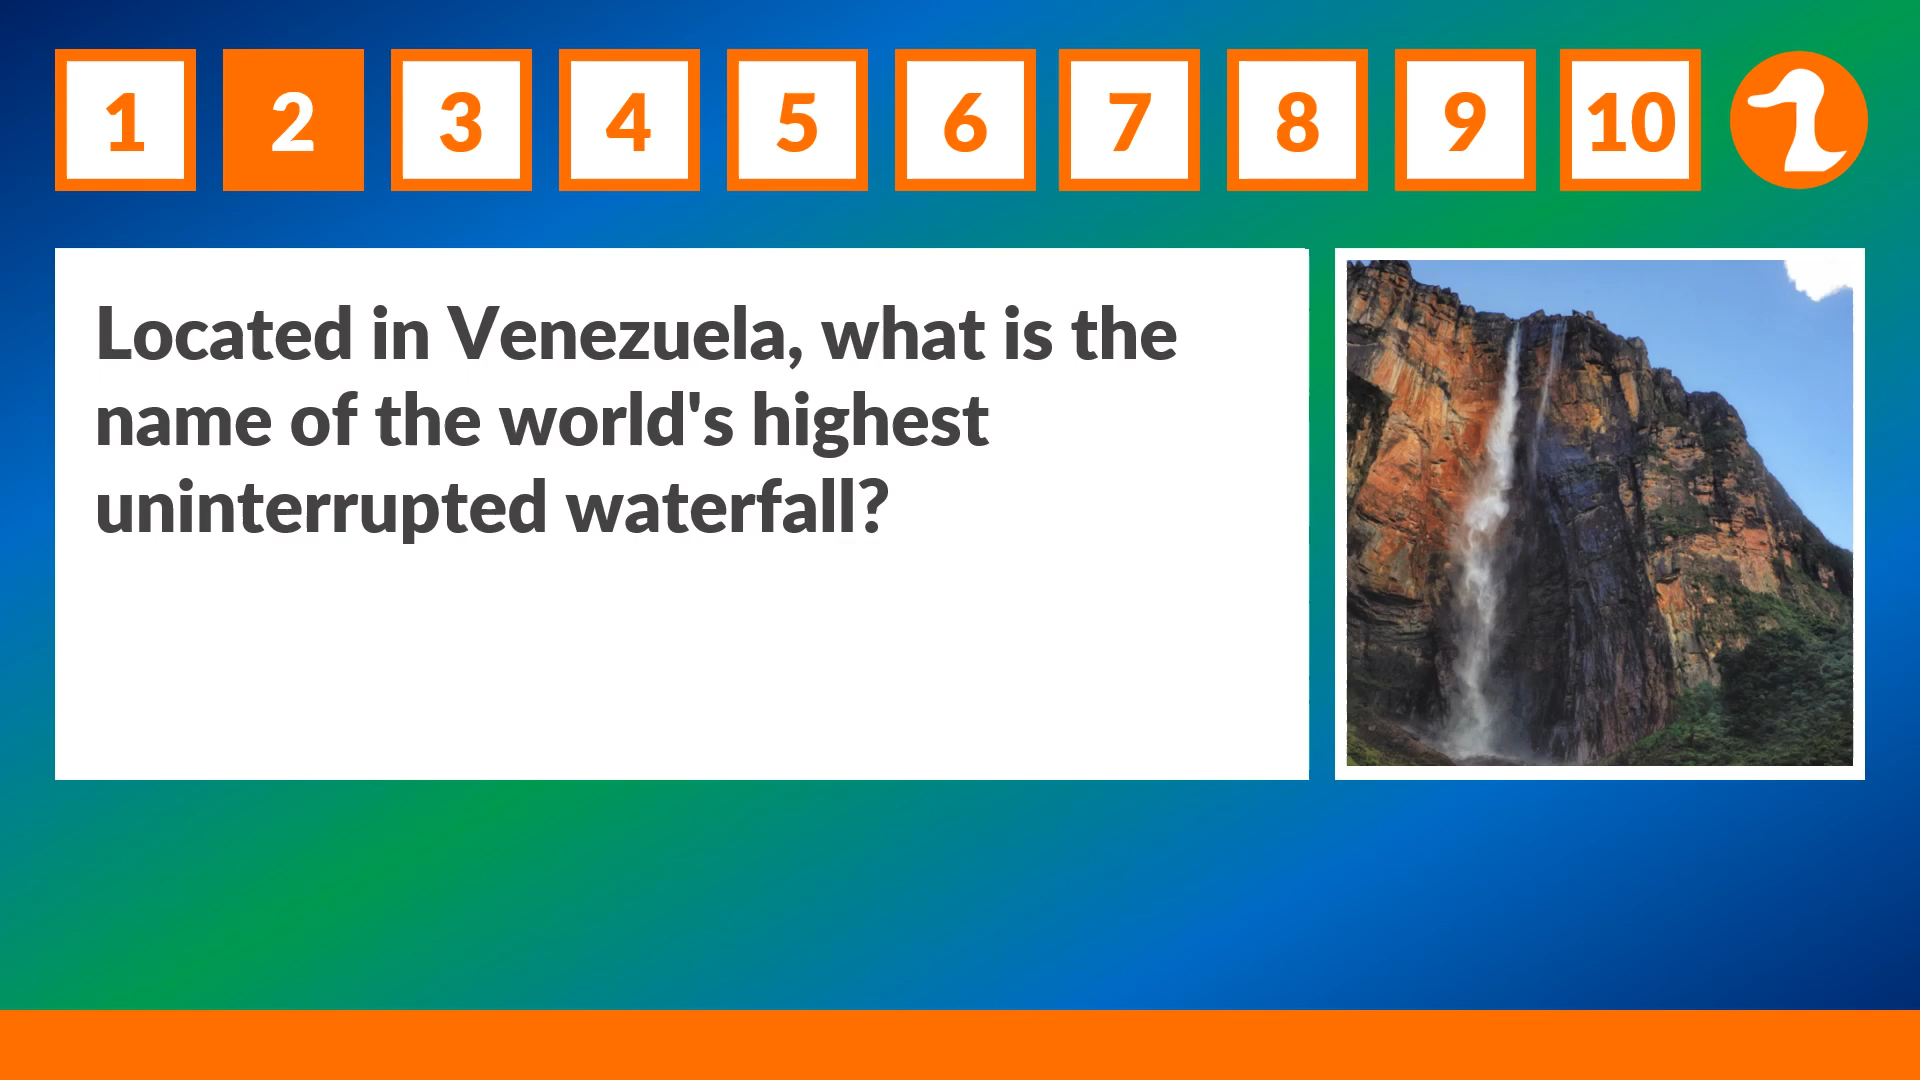 1 2 3 4 5 6 7 8 9 10
Located in Venezuela, what is the
name of the world's highest
uninterrupted waterfall?